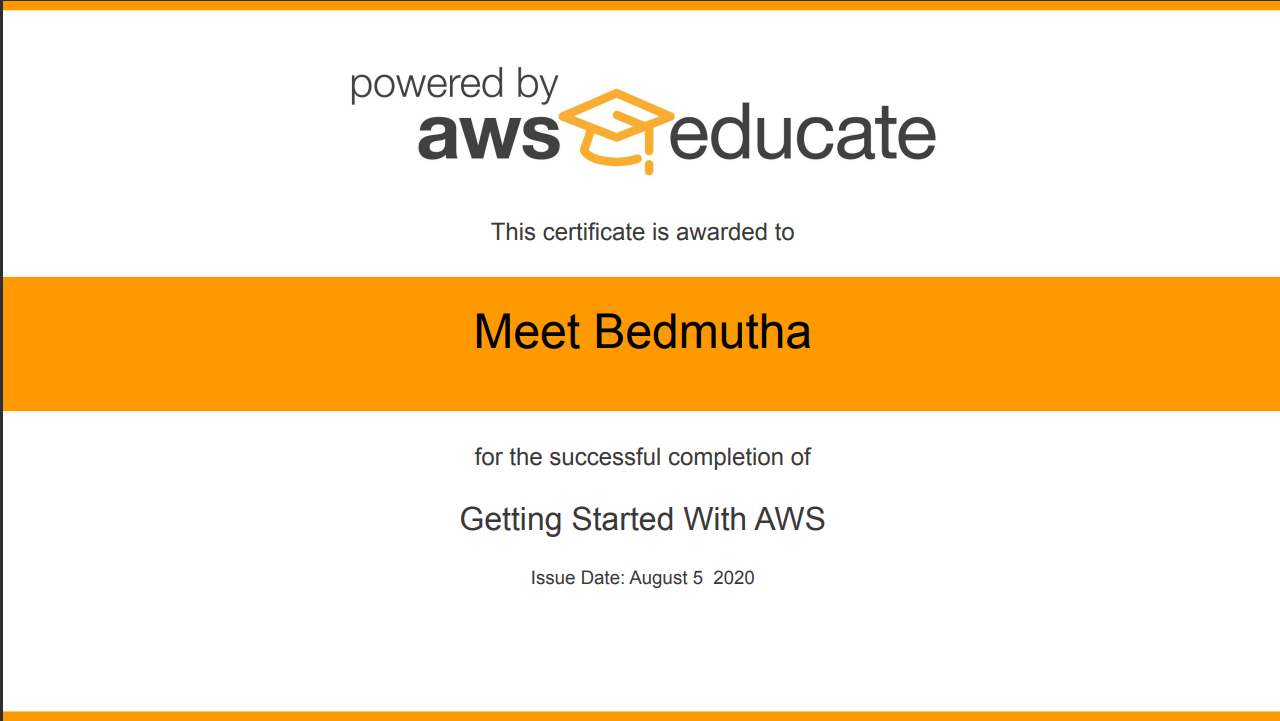 powered by
aws educate
This certificate is awarded to
Meet Bedmutha
for the successful completion of
Getting Started With AWS
Issue Date: August 5  2020